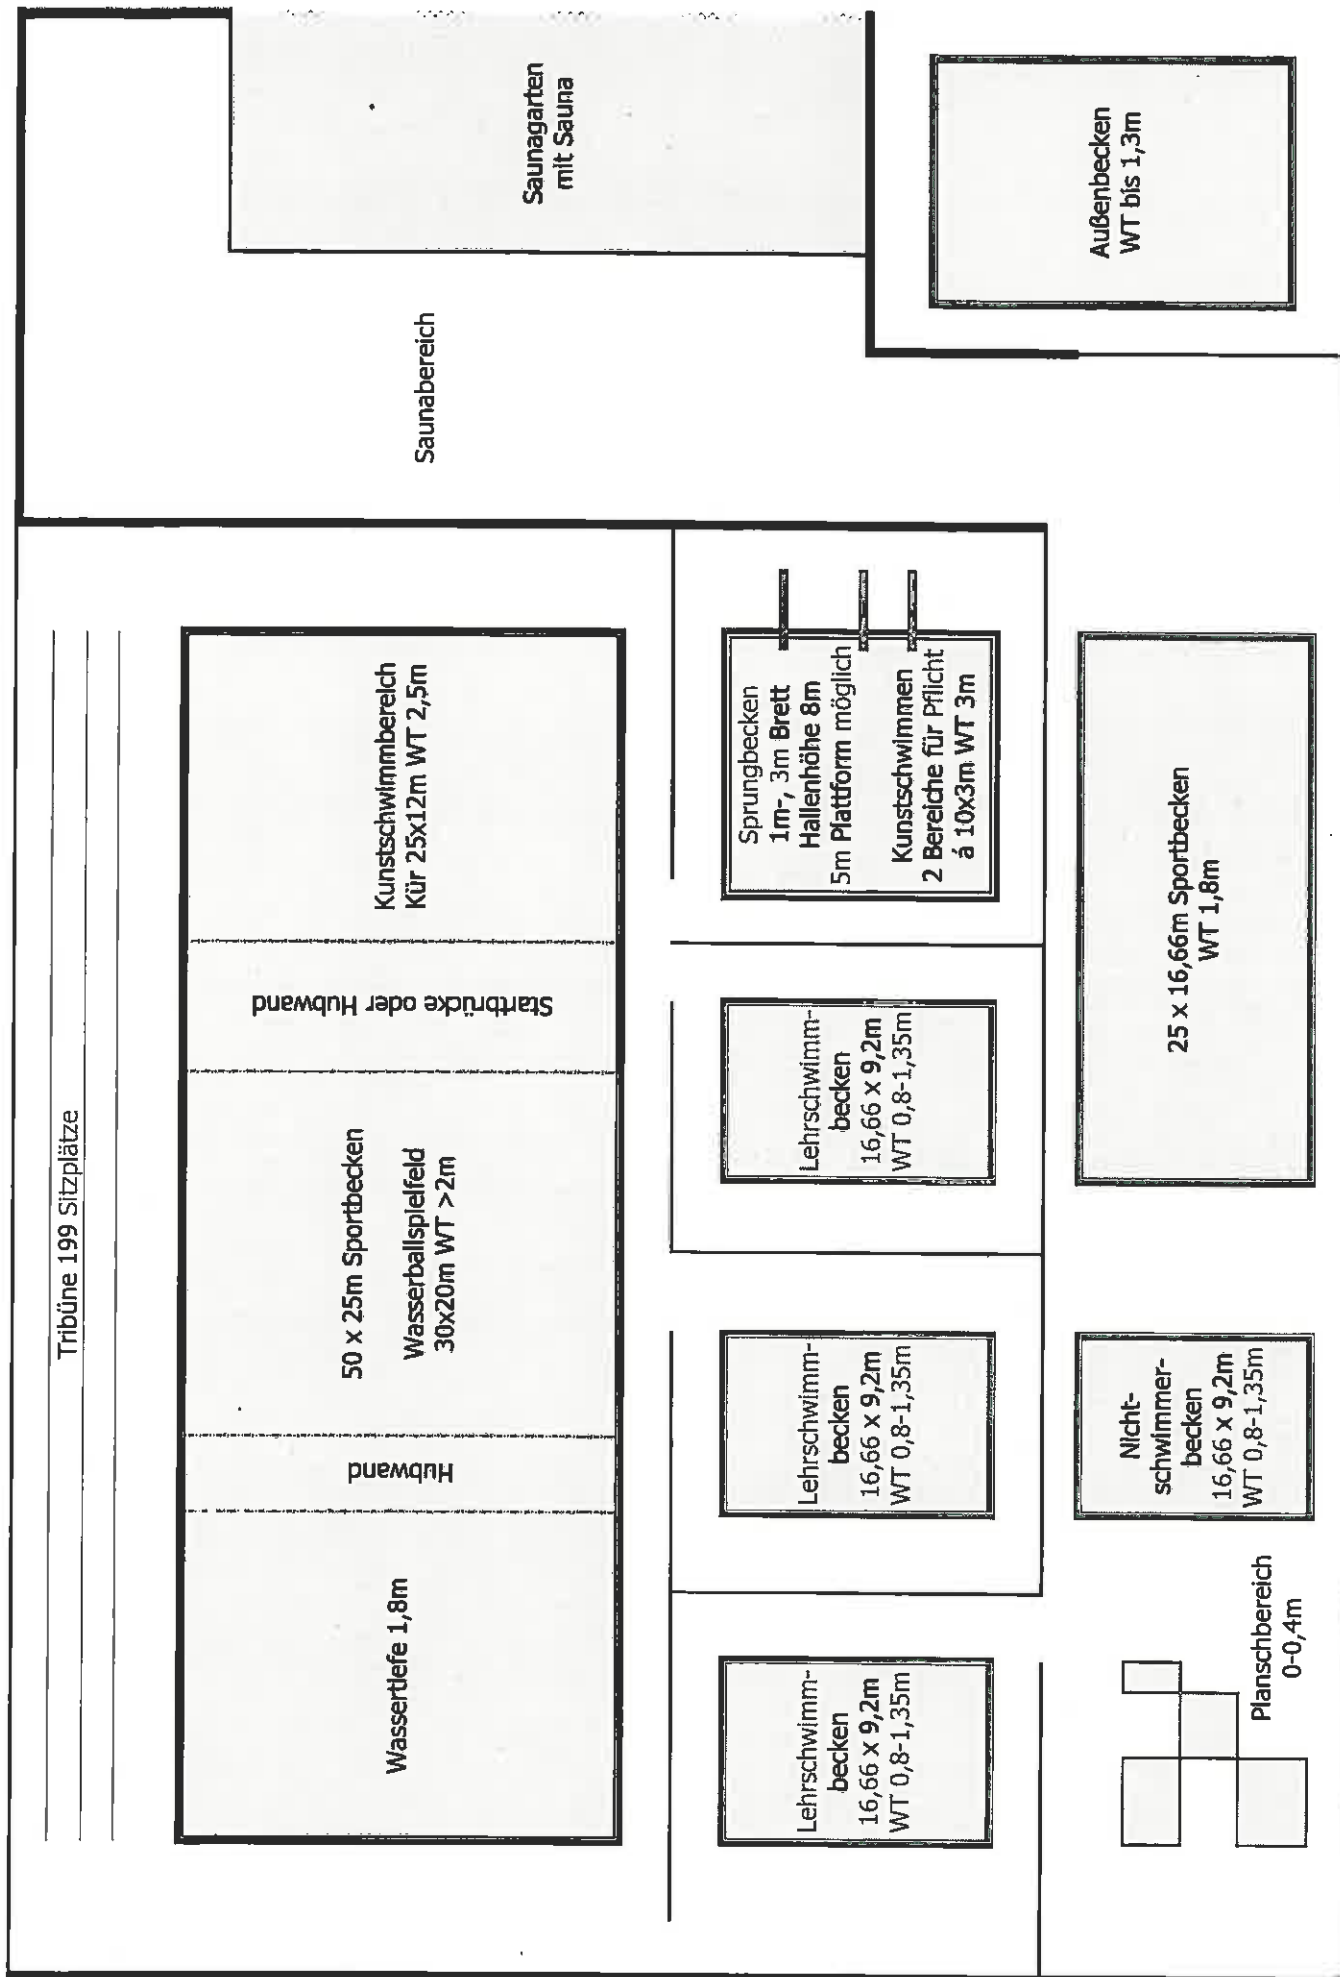 Tribüne 199 Sitzplätze
Wassertiefe 1,8m
Hubwand
50 x 25m Sportbecken
Wasserballspielfeld
30x20m WT >2m
Startbrücke oder Hubwand
Kunstschwimmbereich
Kür 25x12m WT 2,5m
Saunabereich
Saunagarten
mit Sauna
Lehrschwimm-
becken
16,66 x 9,2m
WT 0,8-1,35m
Lehrschwimm-
becken
16,66 x 9,2m
WT 0,8-1,35m
Lehrschwimm-
becken
16,66 x 9,2m
WT 0,8-1,35m
Sprungbecken
1m-, 3m Brett
Hallenhöhe 8m
5m Plattform möglich
Kunstschwimmen
2 Bereiche für Pflicht
á 10x3m WT 3m
Planschbereich
0-0,4m
Nicht-
schwimmer-
becken
16,66 x 9,2m
WT 0,8-1,35m
25 x 16,66m Sportbecken
WT 1,8m
Außenbecken
WT bis 1,3m